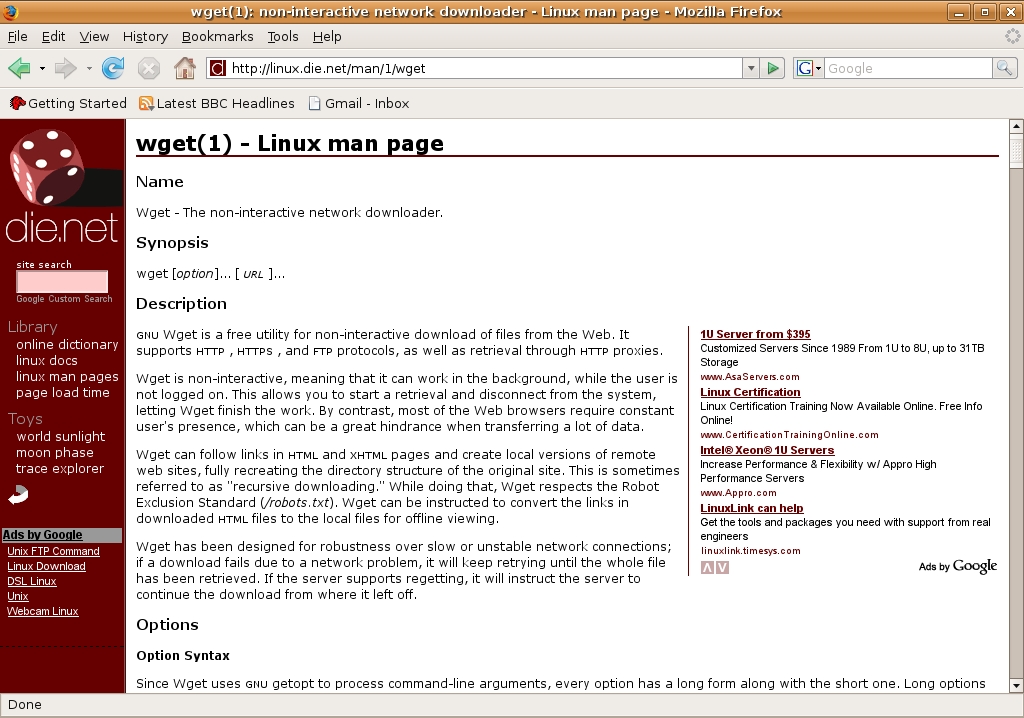 wget(1): non-interactive network downloader - Linux man page - Mozilla Firefox
File Edit View History Bookmarks Tools Help
http://linux.die.net/man/1/wget
G Google
Getting Started Latest BBC Headlines Gmail - Inbox
die.net
site search
Google Custom Search
Library
online dictionary
linux docs
linux man pages
page load time
Toys
world sunlight
moon phase
trace explorer
Ads by Google
Unix FTP Command
Linux Download
DSL Linux
Unix
Webcam Linux
wget(1) - Linux man page
Name
Wget - The non-interactive network downloader.
Synopsis
wget [option]... [ URL ]...
Description
GNU Wget is a free utility for non-interactive download of files from the Web. It
supports HTTP , HTTPS , and FTP protocols, as well as retrieval through HTTP proxies.
Wget is non-interactive, meaning that it can work in the background, while the user is
not logged on. This allows you to start a retrieval and disconnect from the system,
letting Wget finish the work. By contrast, most of the Web browsers require constant
user's presence, which can be a great hindrance when transferring a lot of data.
Wget can follow links in HTML and XHTML pages and create local versions of remote
web sites, fully recreating the directory structure of the original site. This is sometimes
referred to as "recursive downloading." While doing that, Wget respects the Robot
Exclusion Standard (/robots.txt). Wget can be instructed to convert the links in
downloaded HTML files to the local files for offline viewing.
Wget has been designed for robustness over slow or unstable network connections;
if a download fails due to a network problem, it will keep retrying until the whole file
has been retrieved. If the server supports regetting, it will instruct the server to
continue the download from where it left off.
1U Server from $395
Customized Servers Since 1989 From 1U to 8U, up to 31TB
Storage
www.AsaServers.com
Linux Certification
Linux Certification Training Now Available Online. Free Info
Online!
www.CertificationTrainingOnline.com
Intel® Xeon® 1U Servers
Increase Performance & Flexibility w/ Appro High
Performance Servers
www.Appro.com
LinuxLink can help
Get the tools and packages you need with support from real
engineers
linuxlink.timesys.com
Ads by Google
Options
Option Syntax
Since Wget uses GNU getopt to process command-line arguments, every option has a long form along with the short one. Long options
Done